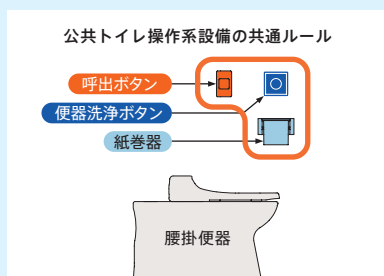 公共トイレ操作系設備の共通ルール
呼出ボタン
便器洗浄ボタン
紙巻器
腰掛便器